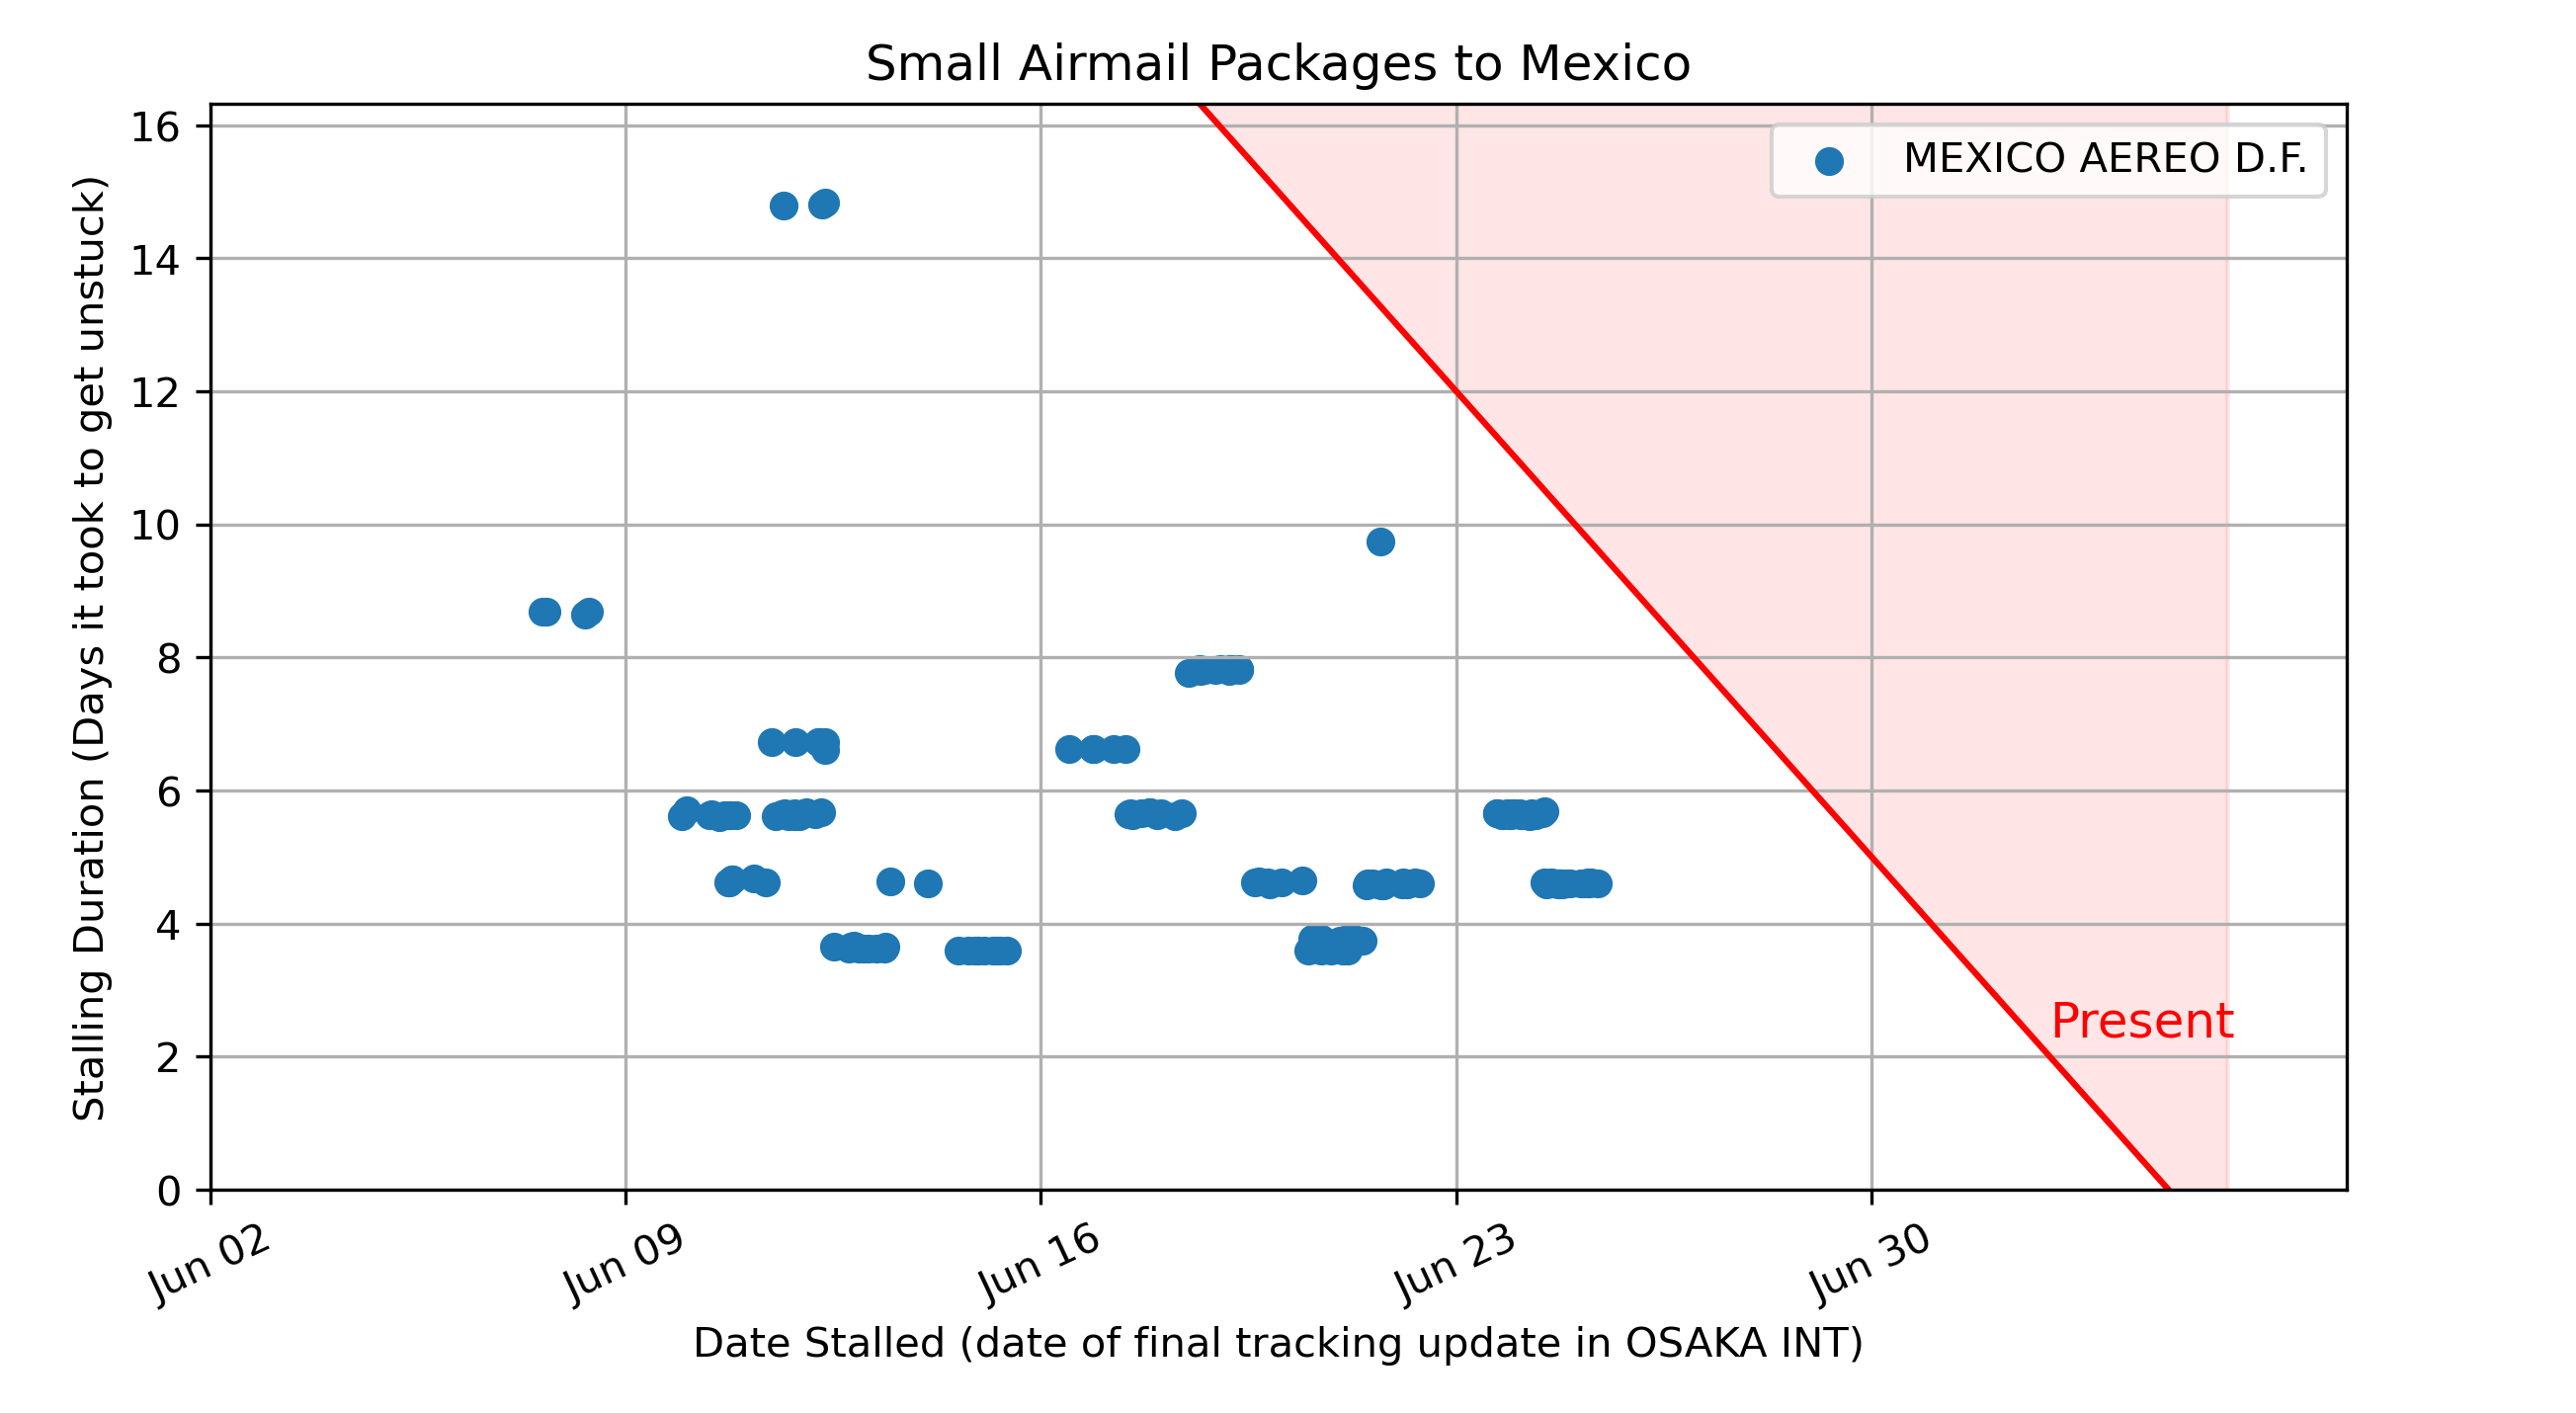 Small Airmail Packages to Mexico
MEXICO AEREO D.F.
Stalling Duration (Days it took to get unstuck)
16
14
12
10
8
6
4
2
0
Present
Jun 02
Jun 09
Jun 16
Jun 23
Jun 30
Date Stalled (date of final tracking update in OSAKA INT)